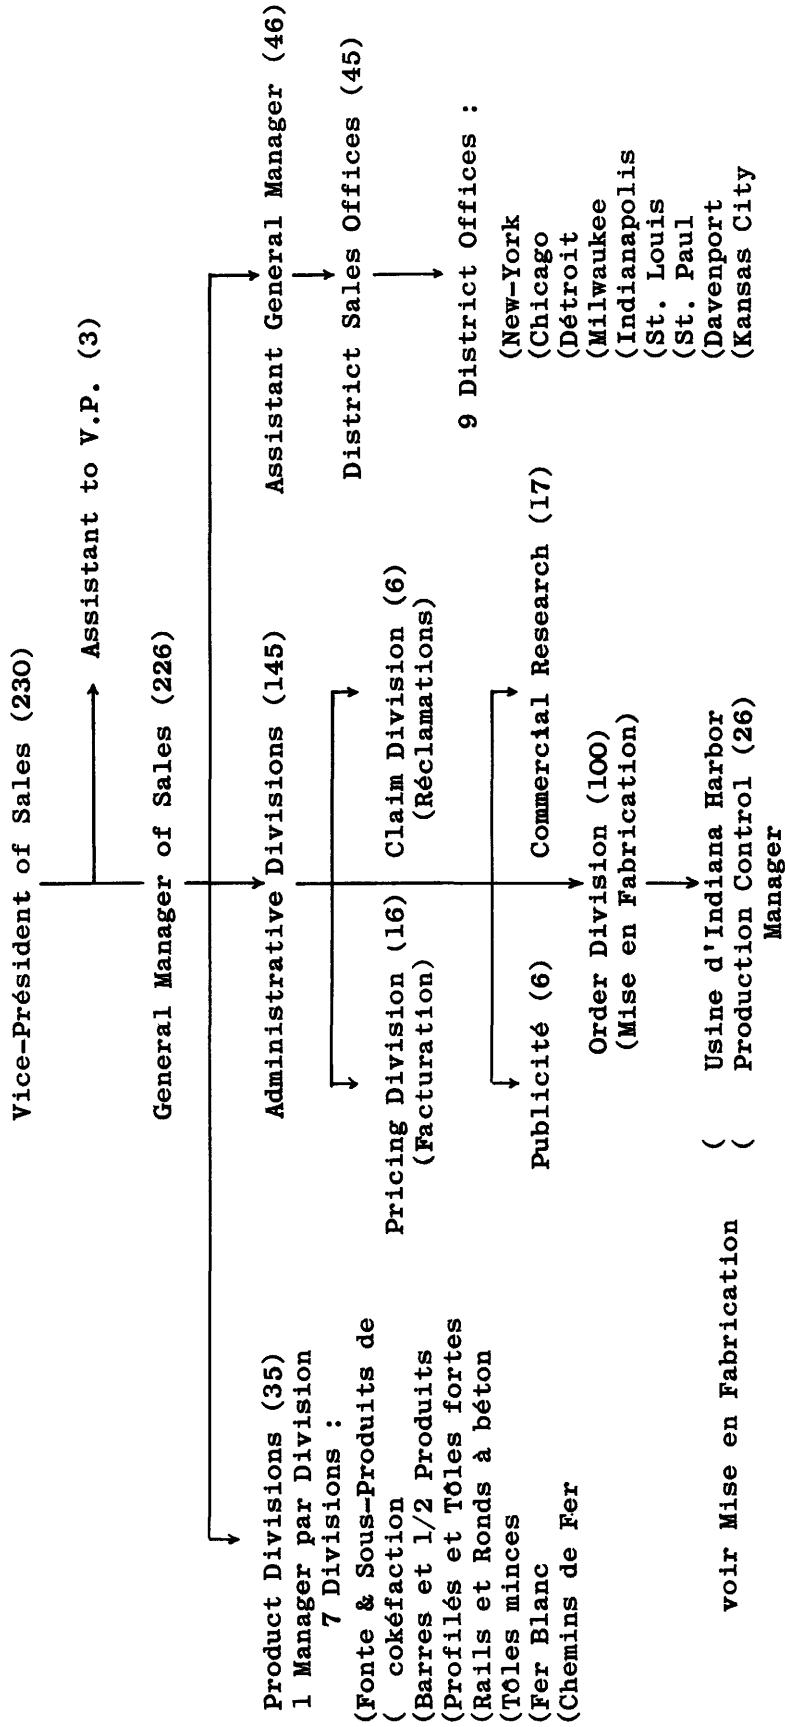 Vice-Président of Sales (230)
Assistant to V.P. (3)
General Manager of Sales (226)
Product Divisions (35)
1 Manager par Division
7 Divisions :
(Fonte & Sous-Produits de
( cokéfaction
(Barres et 1/2 Produits
(Profilés et Tôles fortes
(Rails et Ronds à béton
(Tôles minces
(Fer Blanc
(Chemins de Fer
Administrative Divisions (145)
Pricing Division (16)
(Facturation)
Claim Division (6)
(Réclamations)
Publicité (6)
Commercial Research (17)
Order Division (100)
(Mise en Fabrication)
voir Mise en Fabrication
( Usine d'Indiana Harbor
( Production Control (26)
Manager
Assistant General Manager (46)
District Sales Offices (45)
9 District Offices :
(New-York
(Chicago
(Détroit
(Milwaukee
(Indianapolis
(St. Louis
(St. Paul
(Davenport
(Kansas City